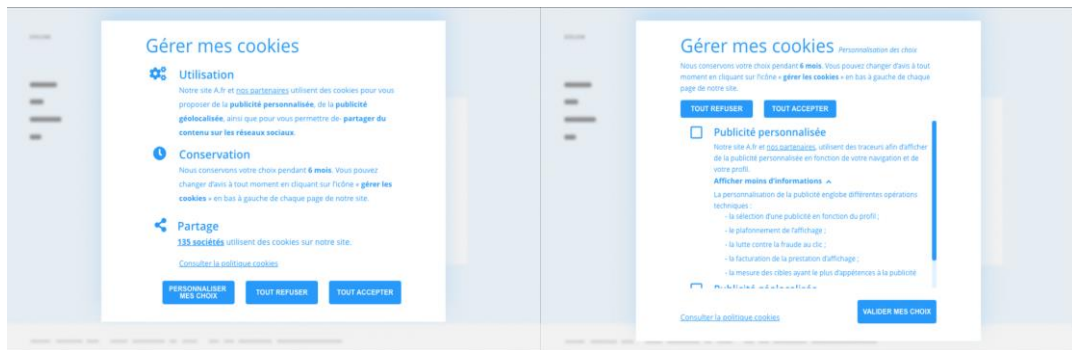 Gérer mes cookies
Utilisation
Notre site A.fr et nos partenaires utilisent des cookies pour vous
proposer de la publicité personnalisée, de la publicité
géolocalisée, ainsi que pour vous permettre de- partager du
contenu sur les réseaux sociaux.
Conservation
Nous conservons votre choix pendant 6 mois. Vous pouvez
changer d'avis à tout moment en cliquant sur l'icône « gérer les
cookies » en bas à gauche de chaque page de notre site.
Partage
135 sociétés utilisent des cookies sur notre site.
Consulter la politique cookies
PERSONNALISER
MES CHOIX
TOUT REFUSER
TOUT ACCEPTER
Gérer mes cookies Personnalisation des choix
Nous conservons votre choix pendant 6 mois. Vous pouvez changer d'avis à tout
moment en cliquant sur l'icône « gérer les cookies » en bas à gauche de chaque
page de notre site.
TOUT REFUSER
TOUT ACCEPTER
Publicité personnalisée
Notre site A.fr et nos partenaires, utilisent des traceurs afin d'afficher
de la publicité personnalisée en fonction de votre navigation et de
votre profil.
Afficher moins d'informations
La personnalisation de la publicité englobe différentes opérations
techniques :
- la sélection d'une publicité en fonction du profil ;
- le plafonnement de l'affichage ;
- la lutte contre la fraude au clic ;
- la facturation de la prestation d'affichage ;
- la mesure des cibles ayant le plus d'appétences à la publicité
Publicité géolocalisée
Consulter la politique cookies
VALIDER MES CHOIX